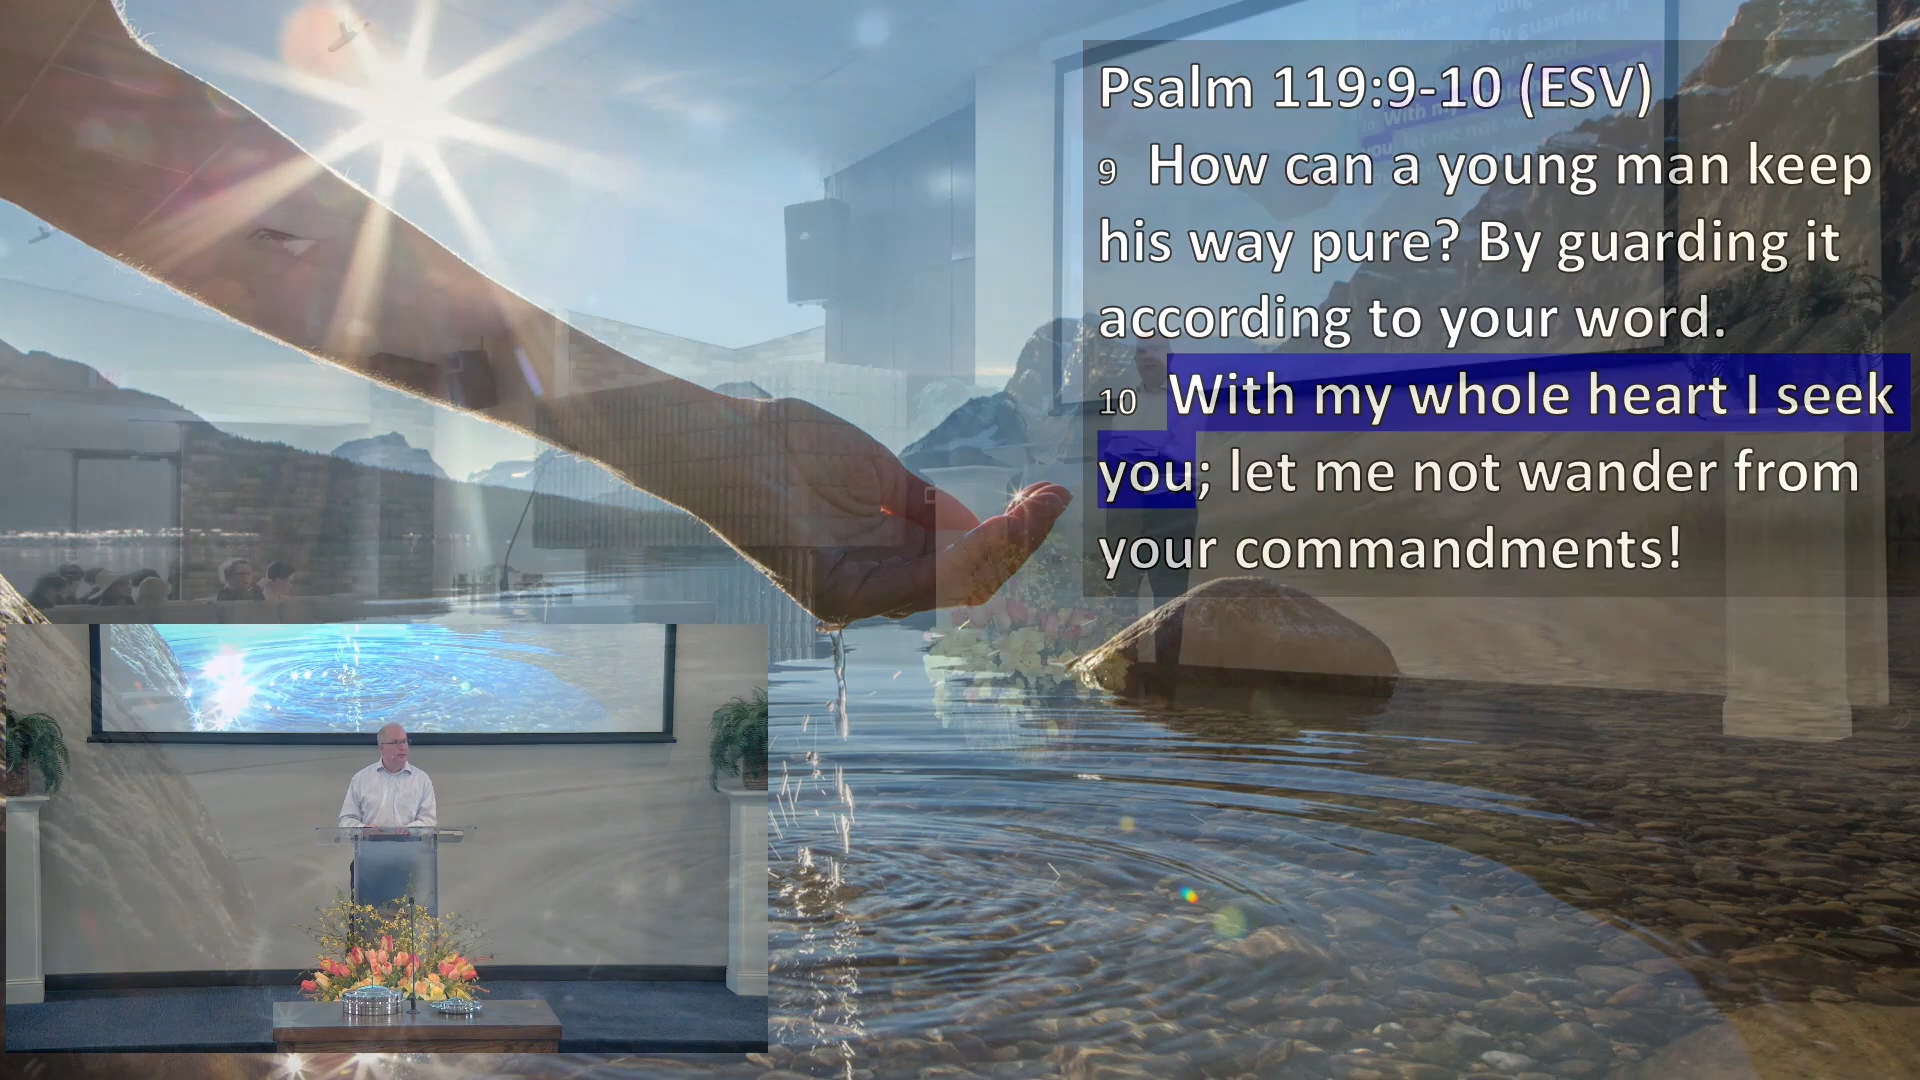 Psalm 119:9-10 (ESV)
9 How can a young man keep
his way pure? By guarding it
according to your word.
10 With my whole heart I seek
you; let me not wander from
your commandments!